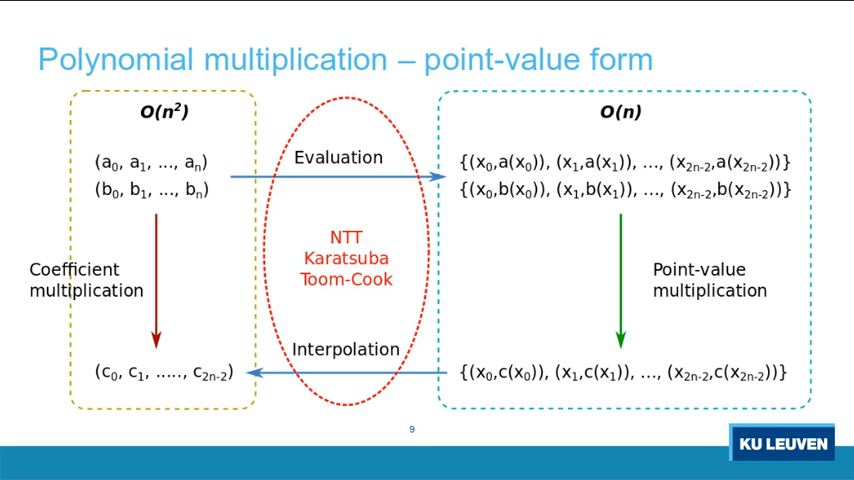 Polynomial multiplication – point-value form
O(n²)
O(n)
(a₀, a₁, ..., aₙ)
(b₀, b₁, ..., bₙ)
Evaluation
{(x₀,a(x₀)), (x₁,a(x₁)), ..., (x₂ₙ₋₂,a(x₂ₙ₋₂))}
{(x₀,b(x₀)), (x₁,b(x₁)), ..., (x₂ₙ₋₂,b(x₂ₙ₋₂))}
NTT
Karatsuba
Toom-Cook
Coefficient
multiplication
Point-value
multiplication
Interpolation
(c₀, c₁, ....., c₂ₙ₋₂)
{(x₀,c(x₀)), (x₁,c(x₁)), ..., (x₂ₙ₋₂,c(x₂ₙ₋₂))}
9
KU LEUVEN